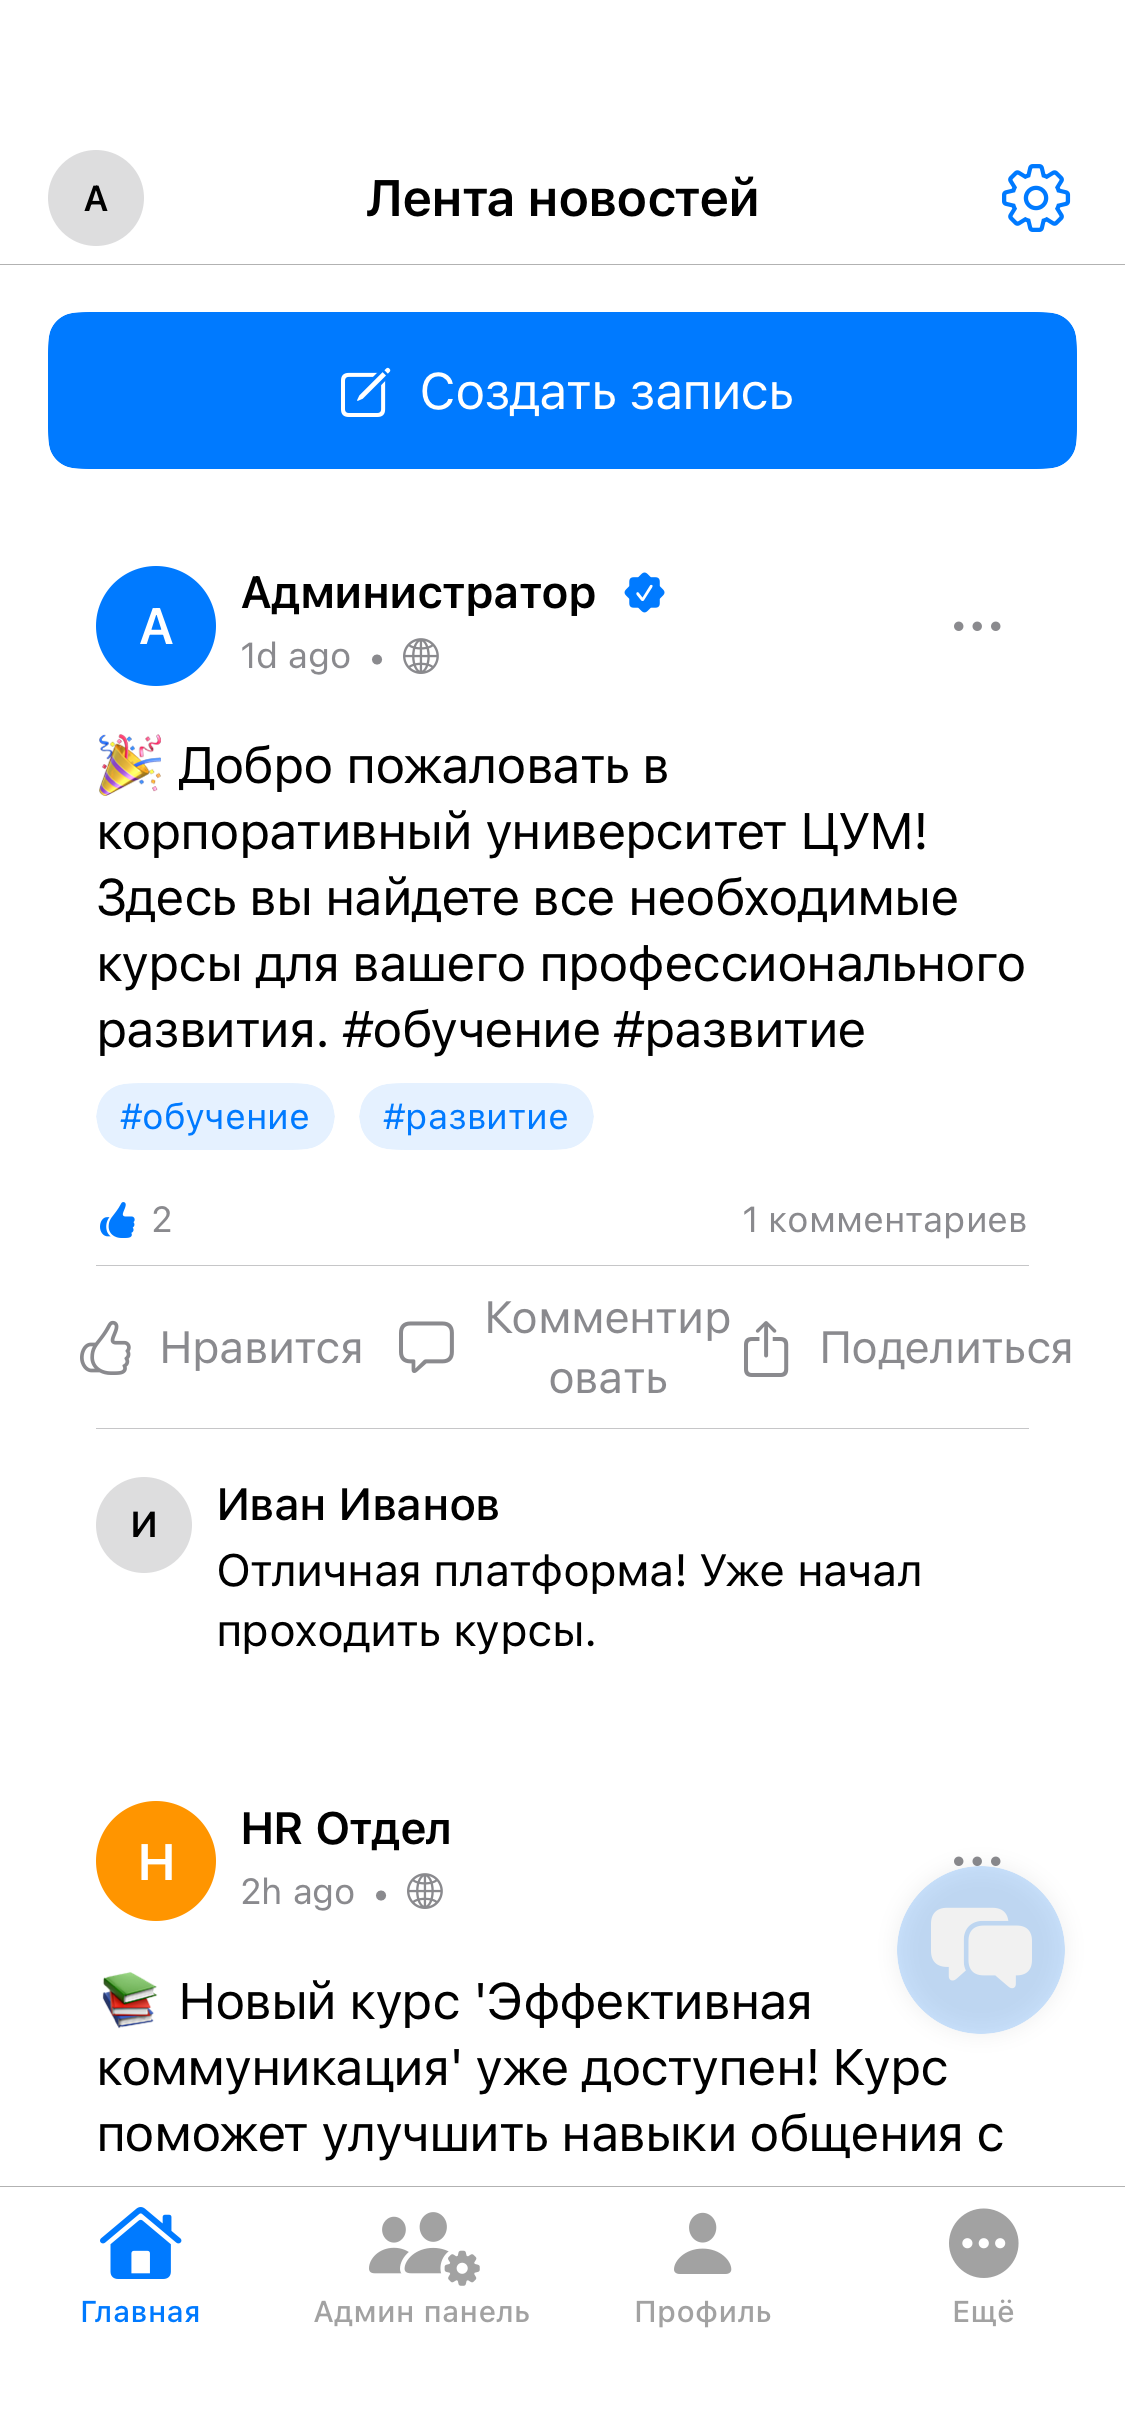 А
Лента новостей
Создать запись
А
Администратор
1d ago •
🎉 Добро пожаловать в
корпоративный университет ЦУМ!
Здесь вы найдете все необходимые
курсы для вашего профессионального
развития. #обучение #развитие
#обучение #развитие
2 1 комментариев
Нравится Комментир
овать Поделиться
И
Иван Иванов
Отличная платформа! Уже начал
проходить курсы.
Н
HR Отдел
2h ago •
📚 Новый курс 'Эффективная
коммуникация' уже доступен! Курс
поможет улучшить навыки общения с
Главная Админ панель Профиль Ещё